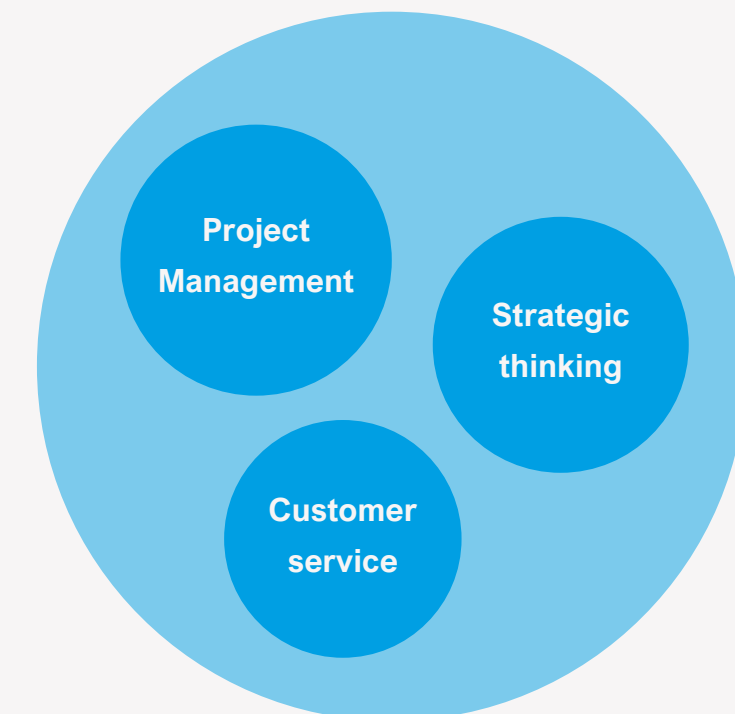 Project
Management
Strategic
thinking
Customer
service